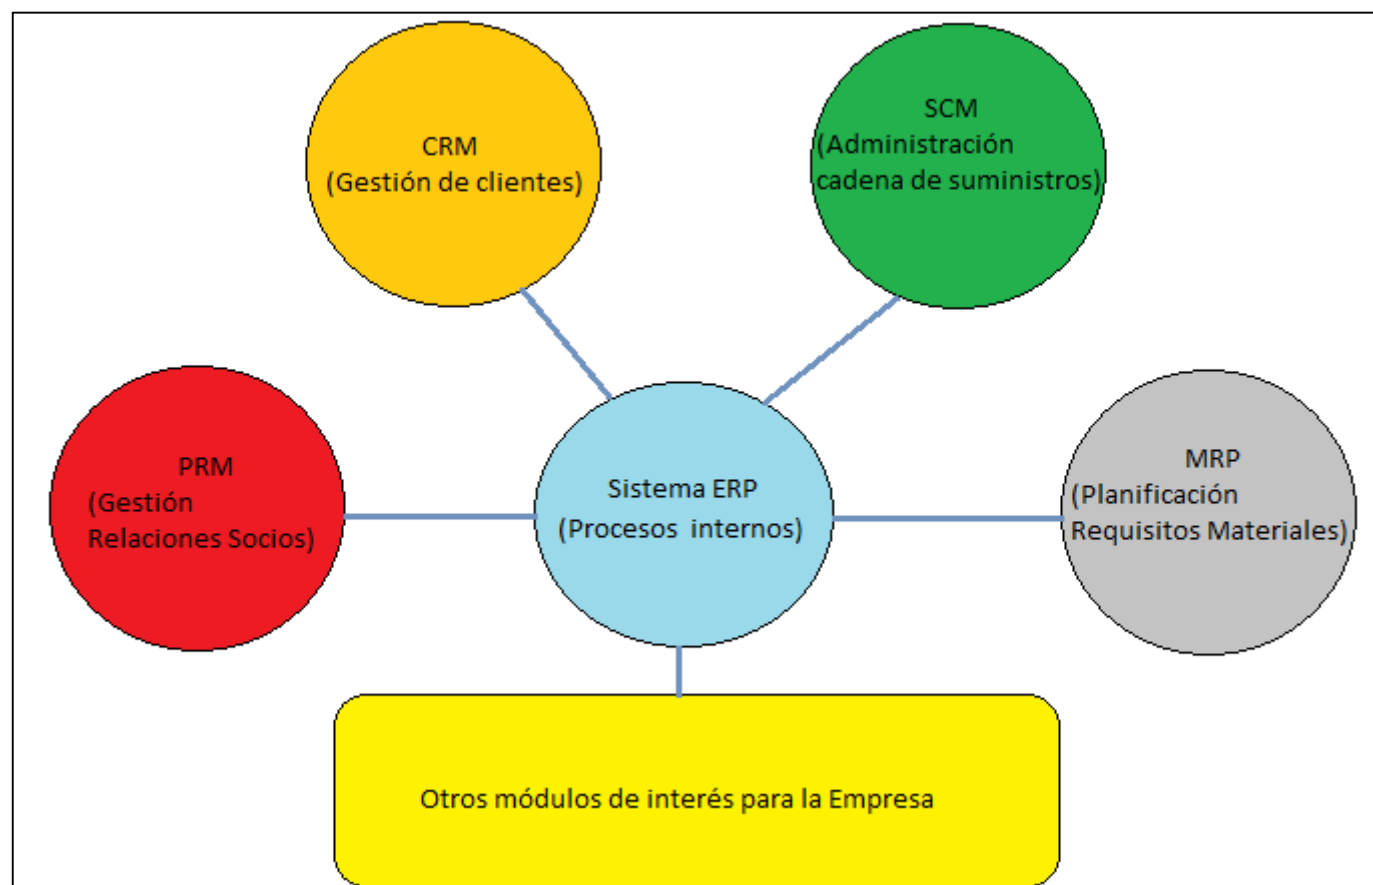 CRM
(Gestión de clientes)
SCM
(Administración
cadena de suministros)
PRM
(Gestión
Relaciones Socios)
Sistema ERP
(Procesos internos)
MRP
(Planificación
Requisitos Materiales)
Otros módulos de interés para la Empresa